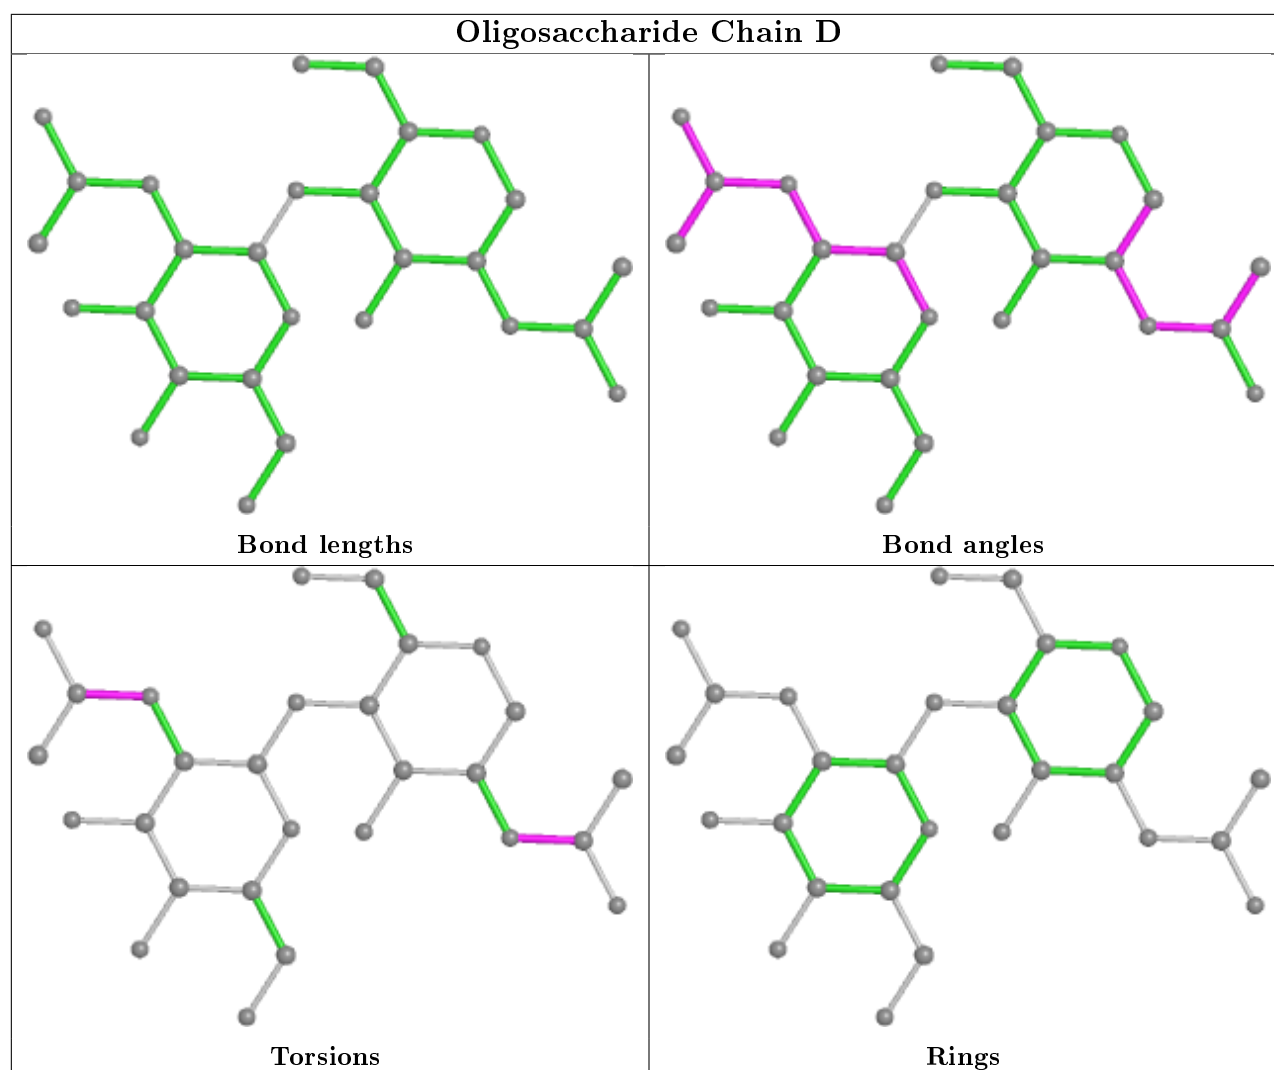 Oligosaccharide Chain D
Bond lengths
Bond angles
Torsions
Rings